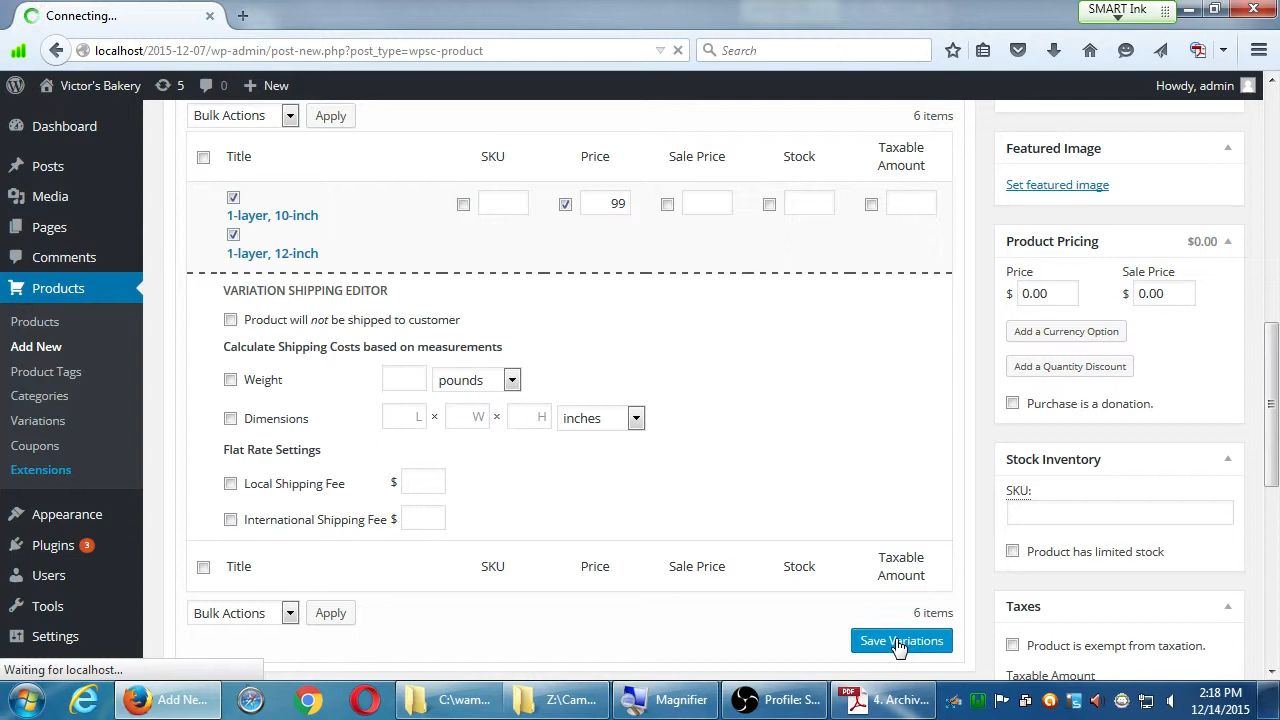 Connecting...
SMART Ink
localhost/2015-12-07/wp-admin/post-new.php?post_type=wpsc-product
Search
Victor's Bakery
5
0
New
Howdy, admin
Dashboard
Posts
Media
Pages
Comments
Products
Products
Add New
Product Tags
Categories
Variations
Coupons
Extensions
Appearance
Plugins 3
Users
Tools
Settings
Bulk Actions
Apply
6 items
Title
SKU
Price
Sale Price
Stock
Taxable
Amount
1-layer, 10-inch
99
1-layer, 12-inch
VARIATION SHIPPING EDITOR
Product will not be shipped to customer
Calculate Shipping Costs based on measurements
Weight
pounds
Dimensions
L × W × H
inches
Flat Rate Settings
Local Shipping Fee $
International Shipping Fee $
Title
SKU
Price
Sale Price
Stock
Taxable
Amount
Bulk Actions
Apply
6 items
Save Variations
Featured Image
Set featured image
Product Pricing $0.00
Price
Sale Price
$ 0.00
$ 0.00
Add a Currency Option
Add a Quantity Discount
Purchase is a donation.
Stock Inventory
SKU:
Product has limited stock
Taxes
Product is exempt from taxation.
Taxable Amount
Waiting for localhost...
Add Ne...
C:\wam...
Z:\Cam...
Magnifier
Profile: S...
PDF
4. Archiv...
2:18 PM
12/14/2015